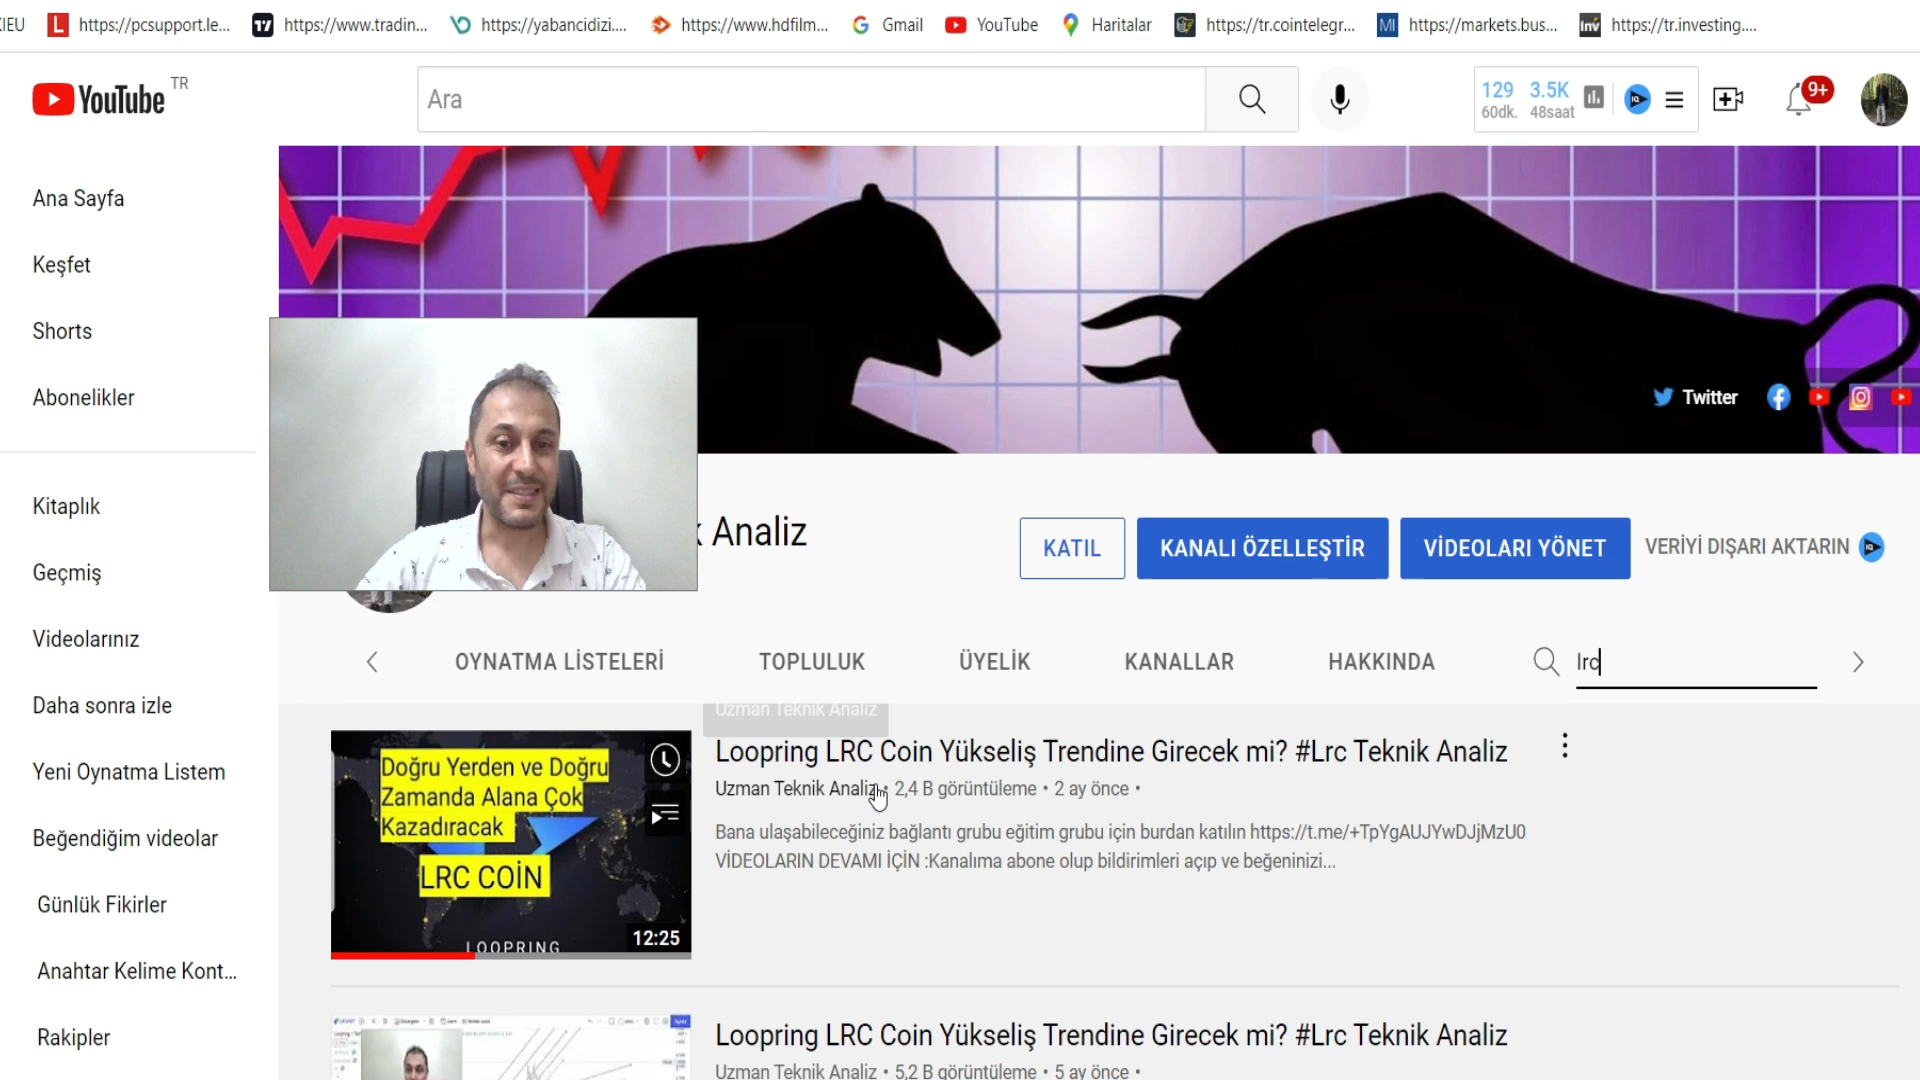 IEU
https://pcsupport.le...
https://www.tradin...
https://yabancidizi....
https://www.hdfilm...
Gmail
YouTube
Haritalar
https://tr.cointelegr...
MI
https://markets.bus...
Inv
https://tr.investing....
YouTube TR
Ara
129 3.5K
60dk. 48saat
9+
Ana Sayfa
Keşfet
Shorts
Abonelikler
Kitaplık
Geçmiş
Videolarınız
Daha sonra izle
Yeni Oynatma Listem
Beğendiğim videolar
Günlük Fikirler
Anahtar Kelime Kont...
Rakipler
Twitter
k Analiz
KATIL
KANALI ÖZELLEŞTİR
VİDEOLARI YÖNET
VERİYİ DIŞARI AKTARIN
OYNATMA LİSTELERİ
TOPLULUK
ÜYELİK
KANALLAR
HAKKINDA
lrc
Uzman Teknik Analiz
Doğru Yerden ve Doğru
Zamanda Alana Çok
Kazadıracak
LRC COİN
LOOPRING
12:25
Loopring LRC Coin Yükseliş Trendine Girecek mi? #Lrc Teknik Analiz
Uzman Teknik Analiz • 2,4 B görüntüleme • 2 ay önce •
Bana ulaşabileceğiniz bağlantı grubu eğitim grubu için burdan katılın https://t.me/+TpYgAUJYwDJjMzU0
VİDEOLARIN DEVAMI İÇİN :Kanalıma abone olup bildirimleri açıp ve beğeninizi...
Loopring LRC Coin Yükseliş Trendine Girecek mi? #Lrc Teknik Analiz
Uzman Teknik Analiz • 5,2 B görüntüleme • 5 ay önce •